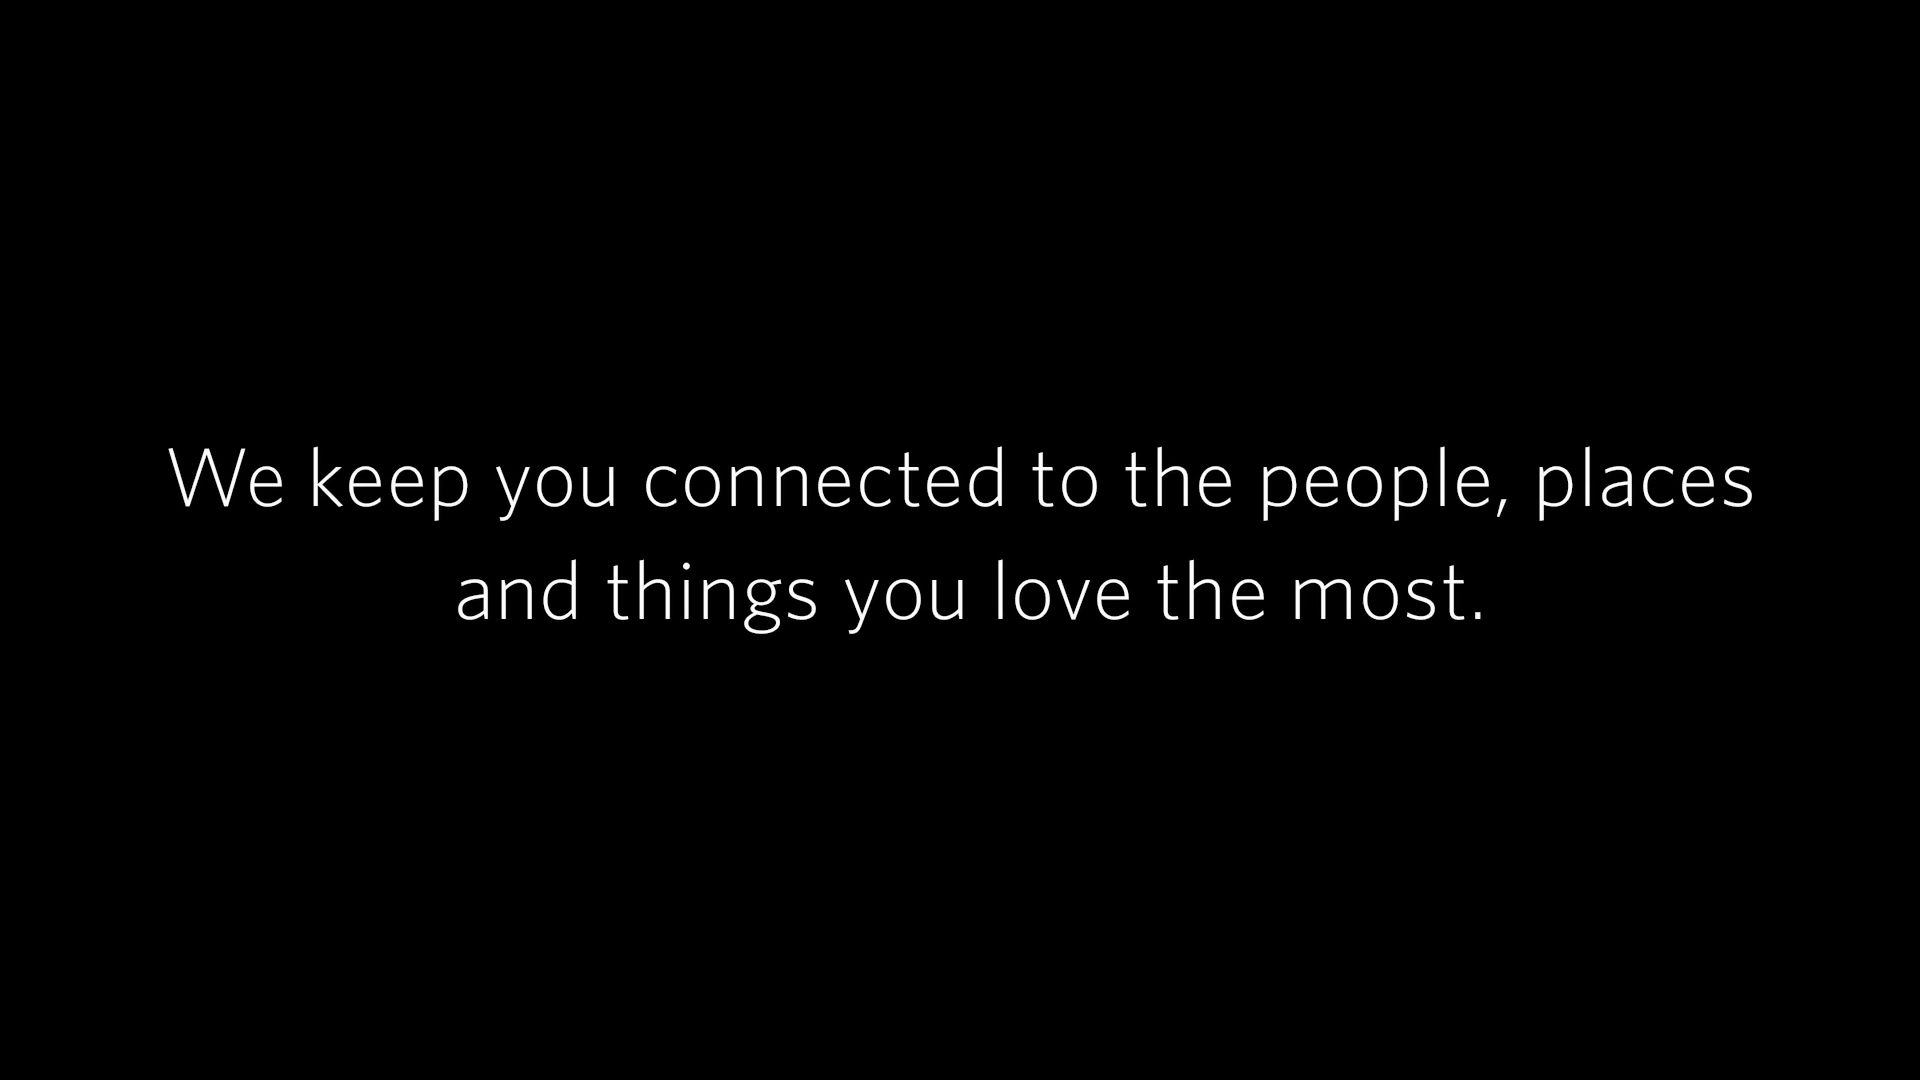 We keep you connected to the people, places
and things you love the most.